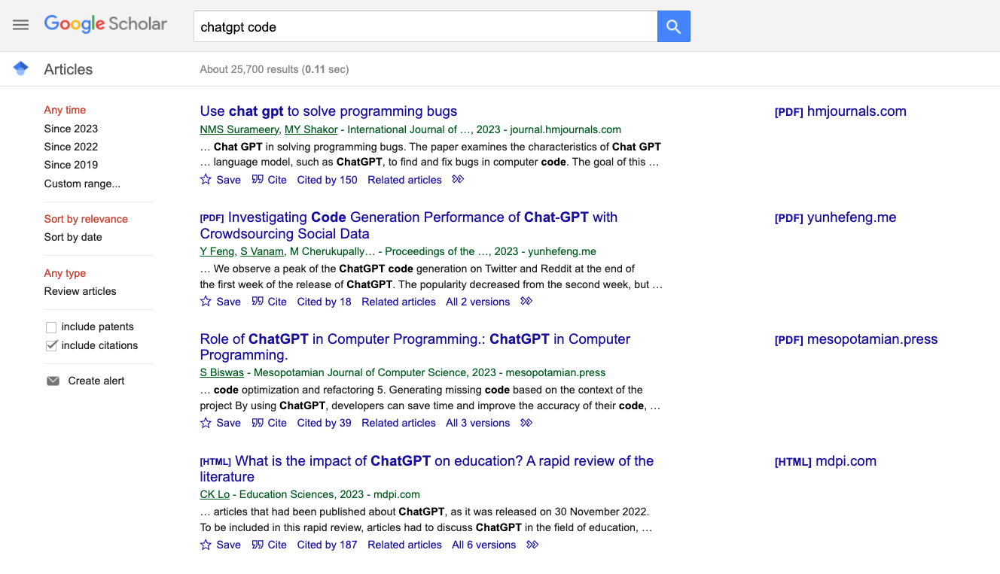 Google Scholar
chatgpt code
Articles
About 25,700 results (0.11 sec)
Any time
Since 2023
Since 2022
Since 2019
Custom range...
Sort by relevance
Sort by date
Any type
Review articles
include patents
include citations
Create alert
Use chat gpt to solve programming bugs
NMS Surameery, MY Shakor - International Journal of …, 2023 - journal.hmjournals.com
… Chat GPT in solving programming bugs. The paper examines the characteristics of Chat GPT
… language model, such as ChatGPT, to find and fix bugs in computer code. The goal of this …
Save Cite Cited by 150 Related articles
[PDF] hmjournals.com
[PDF] Investigating Code Generation Performance of Chat-GPT with
Crowdsourcing Social Data
Y Feng, S Vanam, M Cherukupally… - Proceedings of the …, 2023 - yunhefeng.me
… We observe a peak of the ChatGPT code generation on Twitter and Reddit at the end of
the first week of the release of ChatGPT. The popularity decreased from the second week, but …
Save Cite Cited by 18 Related articles All 2 versions
[PDF] yunhefeng.me
Role of ChatGPT in Computer Programming.: ChatGPT in Computer
Programming.
S Biswas - Mesopotamian Journal of Computer Science, 2023 - mesopotamian.press
… code optimization and refactoring 5. Generating missing code based on the context of the
project By using ChatGPT, developers can save time and improve the accuracy of their code, …
Save Cite Cited by 39 Related articles All 3 versions
[PDF] mesopotamian.press
[HTML] What is the impact of ChatGPT on education? A rapid review of the
literature
CK Lo - Education Sciences, 2023 - mdpi.com
… articles that had been published about ChatGPT, as it was released on 30 November 2022.
To be included in this rapid review, articles had to discuss ChatGPT in the field of education, …
Save Cite Cited by 187 Related articles All 6 versions
[HTML] mdpi.com